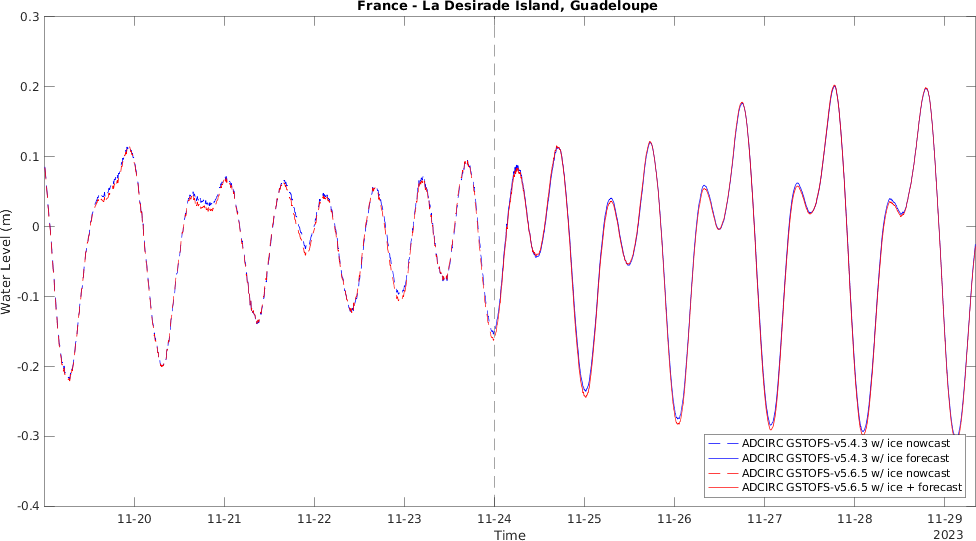 France - La Desirade Island, Guadeloupe
0.3
0.2
0.1
0
-0.1
-0.2
-0.3
-0.4
Water Level (m)
ADCIRC GSTOFS-v5.4.3 w/ ice nowcast
ADCIRC GSTOFS-v5.4.3 w/ ice forecast
ADCIRC GSTOFS-v5.6.5 w/ ice nowcast
ADCIRC GSTOFS-v5.6.5 w/ ice + forecast
11-20 11-21 11-22 11-23 11-24 11-25 11-26 11-27 11-28 11-29
Time 2023